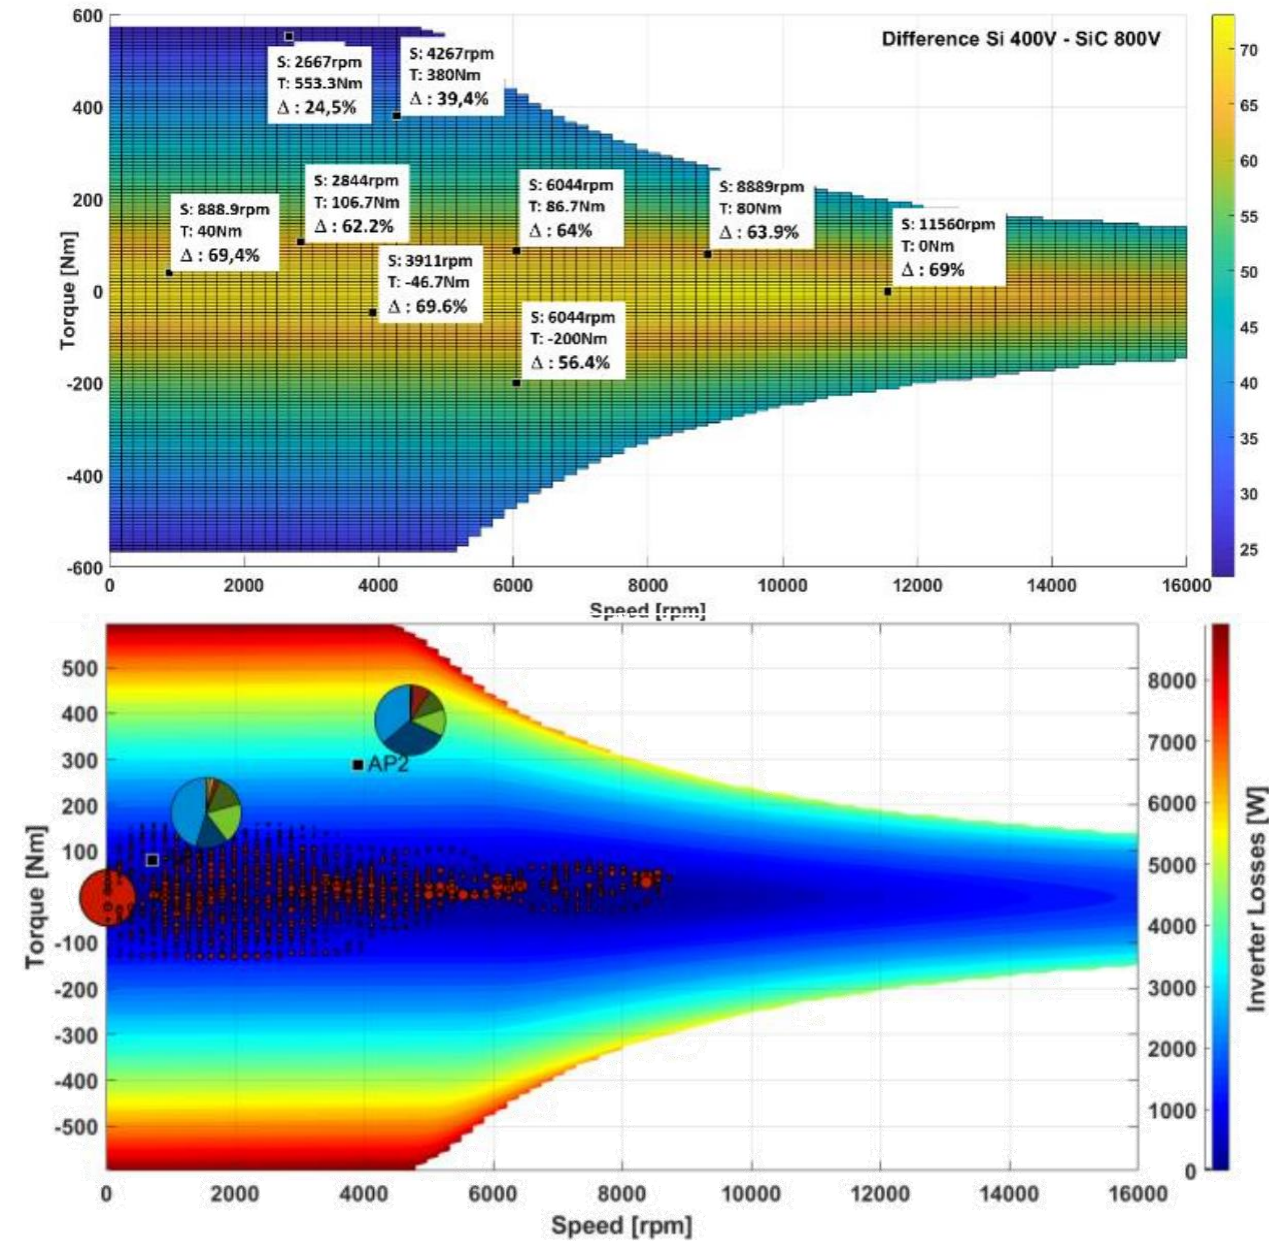 Difference Si 400V - SiC 800V
600
400
200
0
-200
-400
-600
Torque [Nm]
S: 2667rpm
T: 553.3Nm
Δ : 24,5%
S: 4267rpm
T: 380Nm
Δ : 39,4%
S: 888.9rpm
T: 40Nm
Δ : 69,4%
S: 2844rpm
T: 106.7Nm
Δ : 62.2%
S: 3911rpm
T: -46.7Nm
Δ : 69.6%
S: 6044rpm
T: 86.7Nm
Δ : 64%
S: 6044rpm
T: -200Nm
Δ : 56.4%
S: 8889rpm
T: 80Nm
Δ : 63.9%
S: 11560rpm
T: 0Nm
Δ : 69%
70
65
60
55
50
45
40
35
30
25
0 2000 4000 6000 8000 10000 12000 14000 16000
Speed [rpm]
500
400
300
200
100
-100
-200
-300
-400
-500
Torque [Nm]
AP2
8000
7000
6000
5000
4000
3000
2000
1000
0
Inverter Losses [W]
0 2000 4000 6000 8000 10000 12000 14000 16000
Speed [rpm]